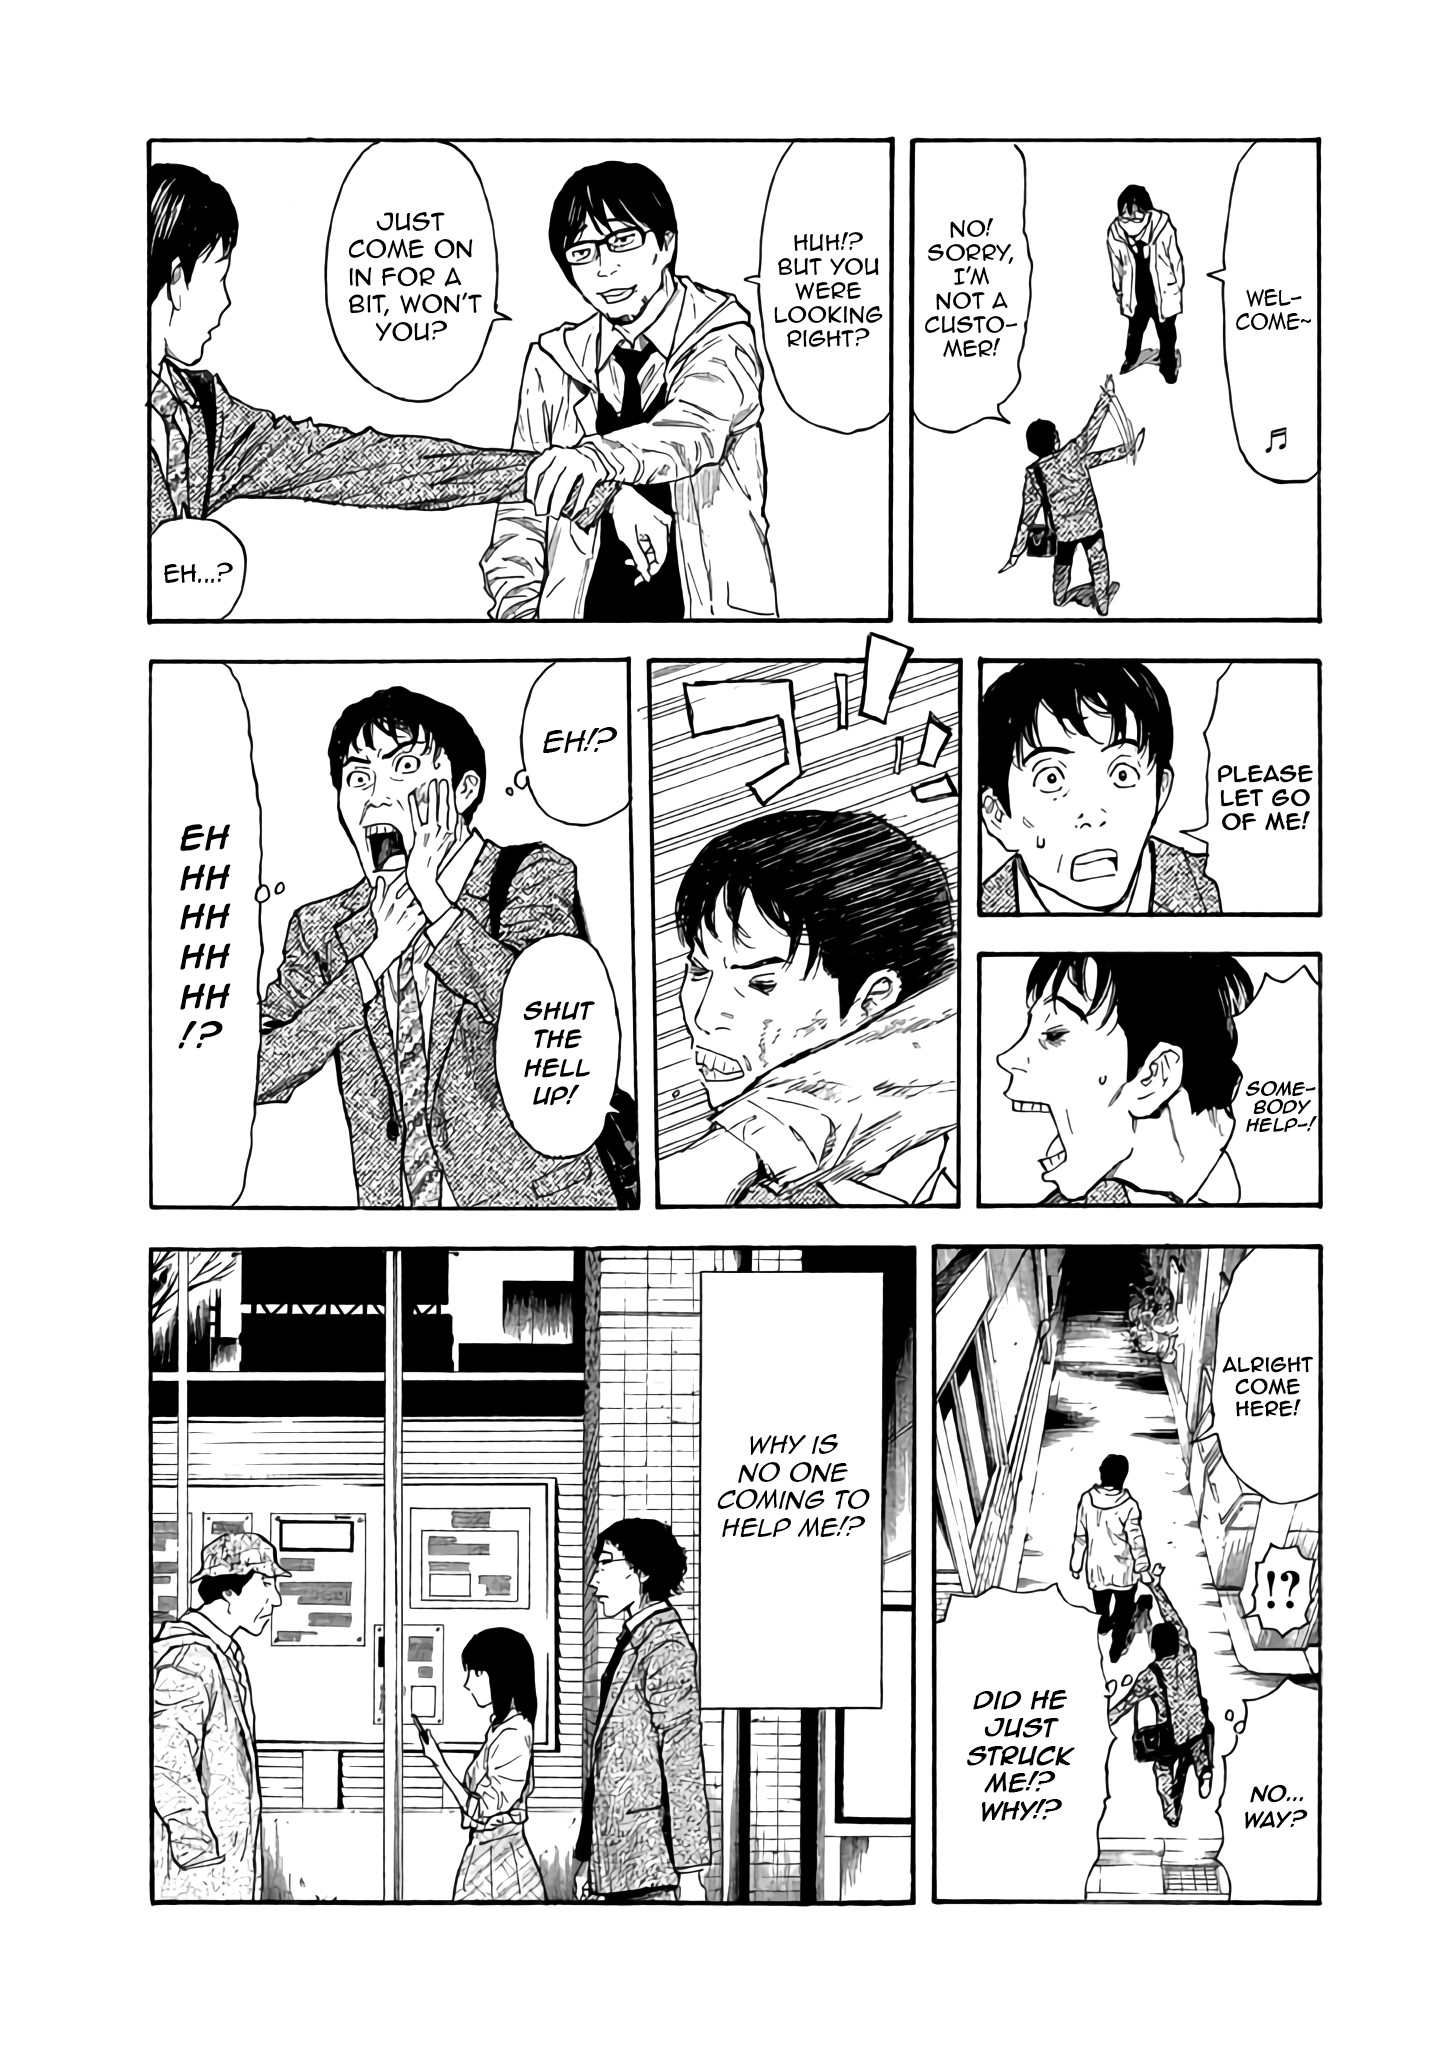 WEL-
COME~
♫
NO!
SORRY,
I'M
NOT A
CUSTO-
MER!
HUH!?
BUT YOU
WERE
LOOKING
RIGHT?
JUST
COME ON
IN FOR A
BIT, WON'T
YOU?
EH...?
PLEASE
LET GO
OF ME!
SOME-
BODY
HELP-!
EH!?
SHUT
THE
HELL
UP!
EH
HH
HH
HH
HH
!?
ALRIGHT
COME
HERE!
!?
NO...
WAY?
DID HE
JUST
STRUCK
ME!?
WHY!?
WHY IS
NO ONE
COMING TO
HELP ME!?